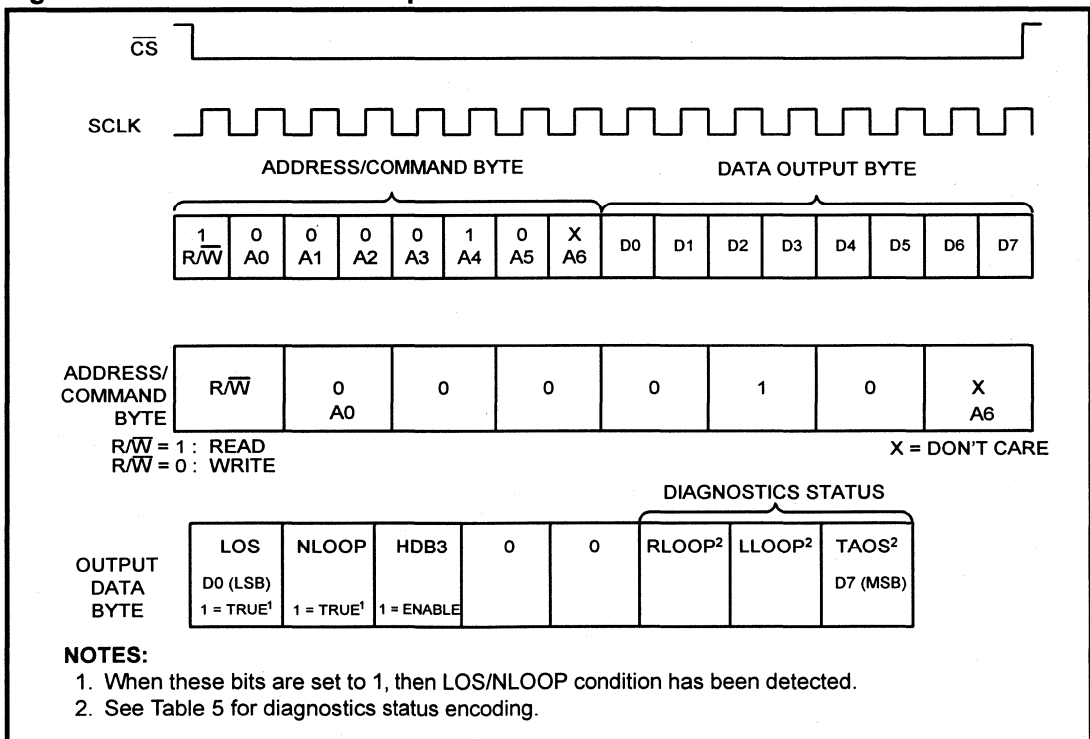 CS
SCLK
ADDRESS/COMMAND BYTE DATA OUTPUT BYTE
1 0 0 0 0 1 0 X D0 D1 D2 D3 D4 D5 D6 D7
R/W A0 A1 A2 A3 A4 A5 A6
ADDRESS/
COMMAND
BYTE
R/W 0 0 0 0 1 0 X
A0 A6
R/W = 1 : READ
R/W = 0 : WRITE
X = DON'T CARE
DIAGNOSTICS STATUS
OUTPUT
DATA
BYTE
LOS NLOOP HDB3 0 0 RLOOP² LLOOP² TAOS²
D0 (LSB) D7 (MSB)
1 = TRUE¹ 1 = TRUE¹ 1 = ENABLE
NOTES:
1. When these bits are set to 1, then LOS/NLOOP condition has been detected.
2. See Table 5 for diagnostics status encoding.